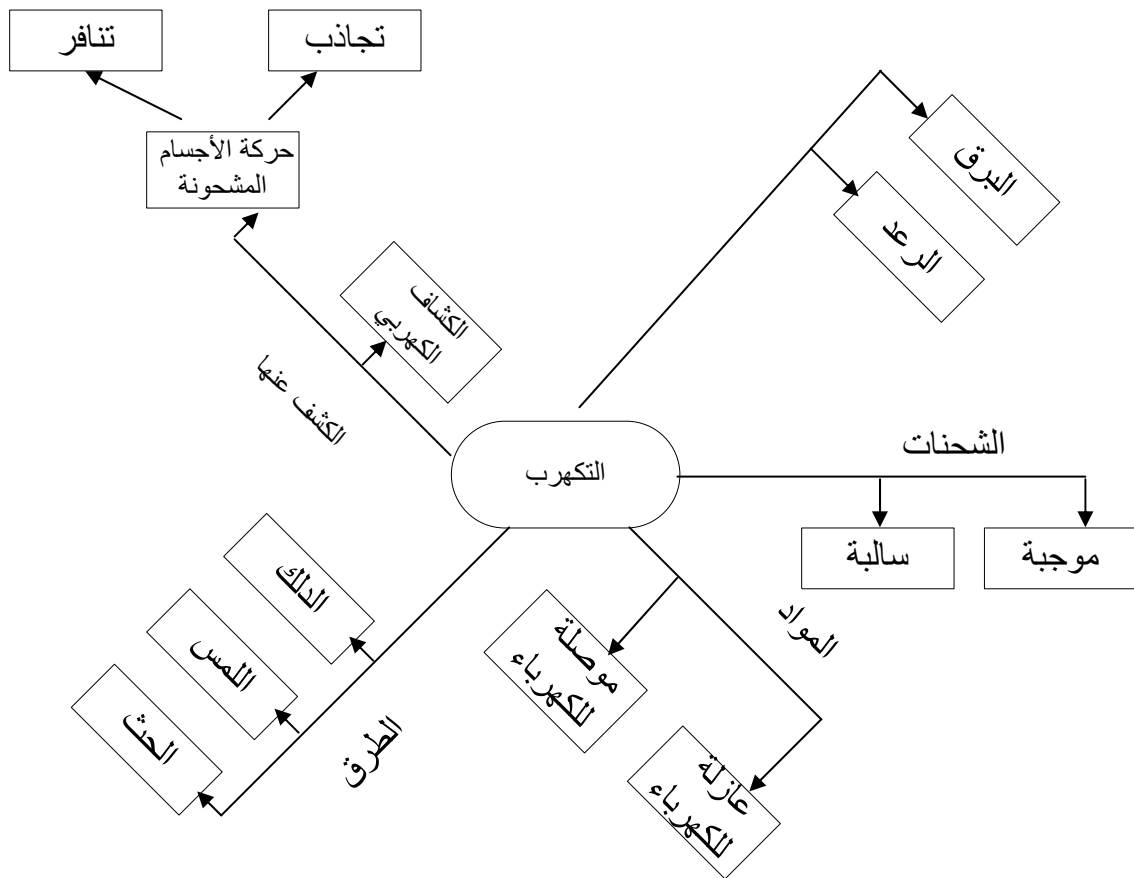 تجاذب
تنافر
حركة الأجسام
المشحونة
البرق
الرعد
الكشاف
الكهربي
الكشف عنها
التكهرب
الشحنات
موجبة
سالبة
المواد
موصلة
للكهرباء
عازلة
للكهرباء
الطرق
الدلك
اللمس
الحث